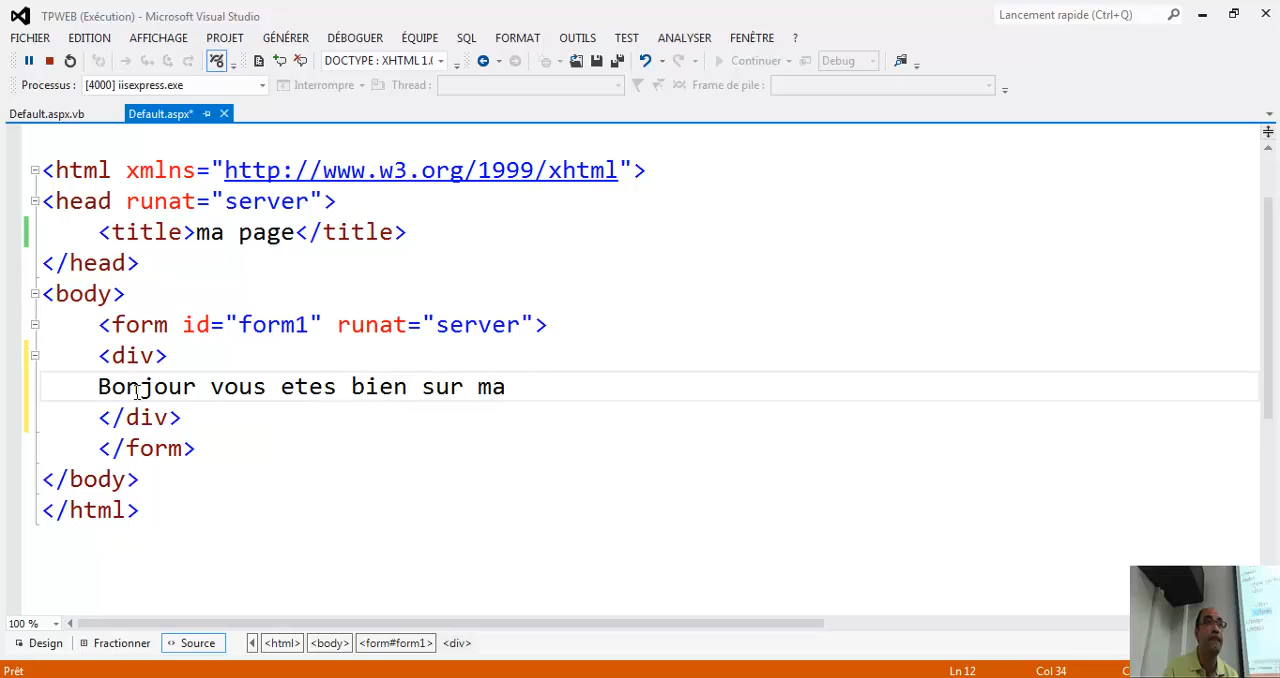 TPWEB (Exécution) - Microsoft Visual Studio
Lancement rapide (Ctrl+Q)
FICHIER EDITION AFFICHAGE PROJET GÉNÉRER DÉBOGUER ÉQUIPE SQL FORMAT OUTILS TEST ANALYSER FENÊTRE ?
DOCTYPE : XHTML 1.( Continuer Debug
Processus : [4000] iisexpress.exe Interrompre Thread : Frame de pile :
Default.aspx.vb Default.aspx*
<html xmlns="http://www.w3.org/1999/xhtml">
<head runat="server">
<title>ma page</title>
</head>
<body>
<form id="form1" runat="server">
<div>
Bonjour vous etes bien sur ma
</div>
</form>
</body>
</html>
100 %
Design Fractionner Source <html> <body> <form#form1> <div>
Prêt Ln 12 Col 34 C